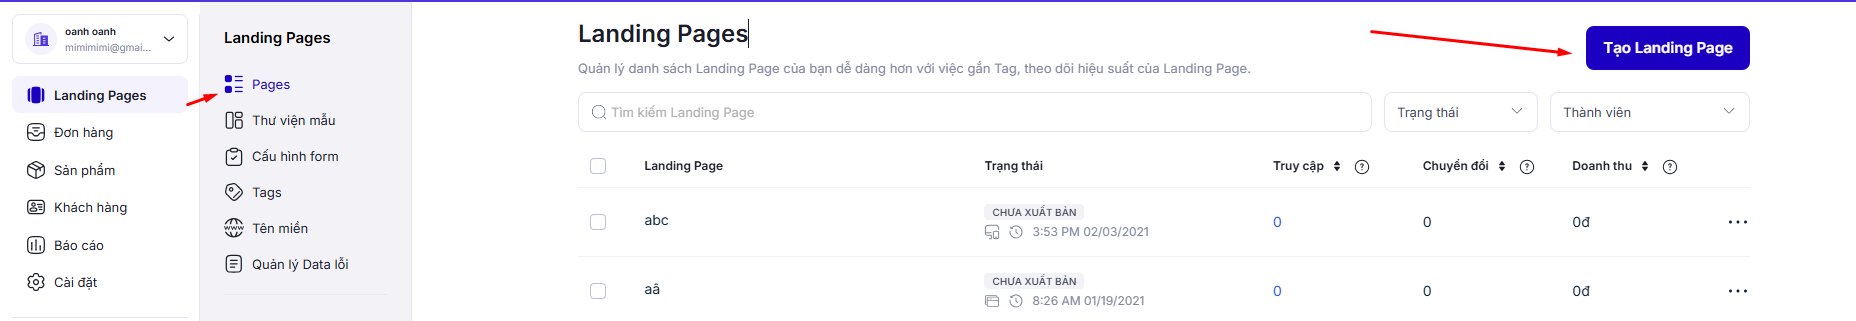 oanh oanh
mimimimi@gmai...
Landing Pages
Đơn hàng
Sản phẩm
Khách hàng
Báo cáo
Cài đặt
Landing Pages
Pages
Thư viện mẫu
Cấu hình form
Tags
Tên miền
Quản lý Data lỗi
Landing Pages
Quản lý danh sách Landing Page của bạn dễ dàng hơn với việc gắn Tag, theo dõi hiệu suất của Landing Page.
Tạo Landing Page
Tìm kiếm Landing Page
Trạng thái
Thành viên
Landing Page Trạng thái Truy cập Chuyển đổi Doanh thu
abc CHƯA XUẤT BẢN 0 0 0đ
3:53 PM 02/03/2021
aâ CHƯA XUẤT BẢN 0 0 0đ
8:26 AM 01/19/2021